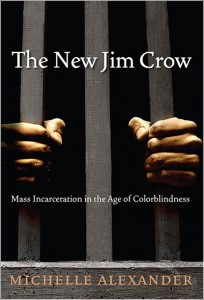 The New Jim Crow
Mass Incarceration in the Age of Colorblindness
MICHELLE ALEXANDER